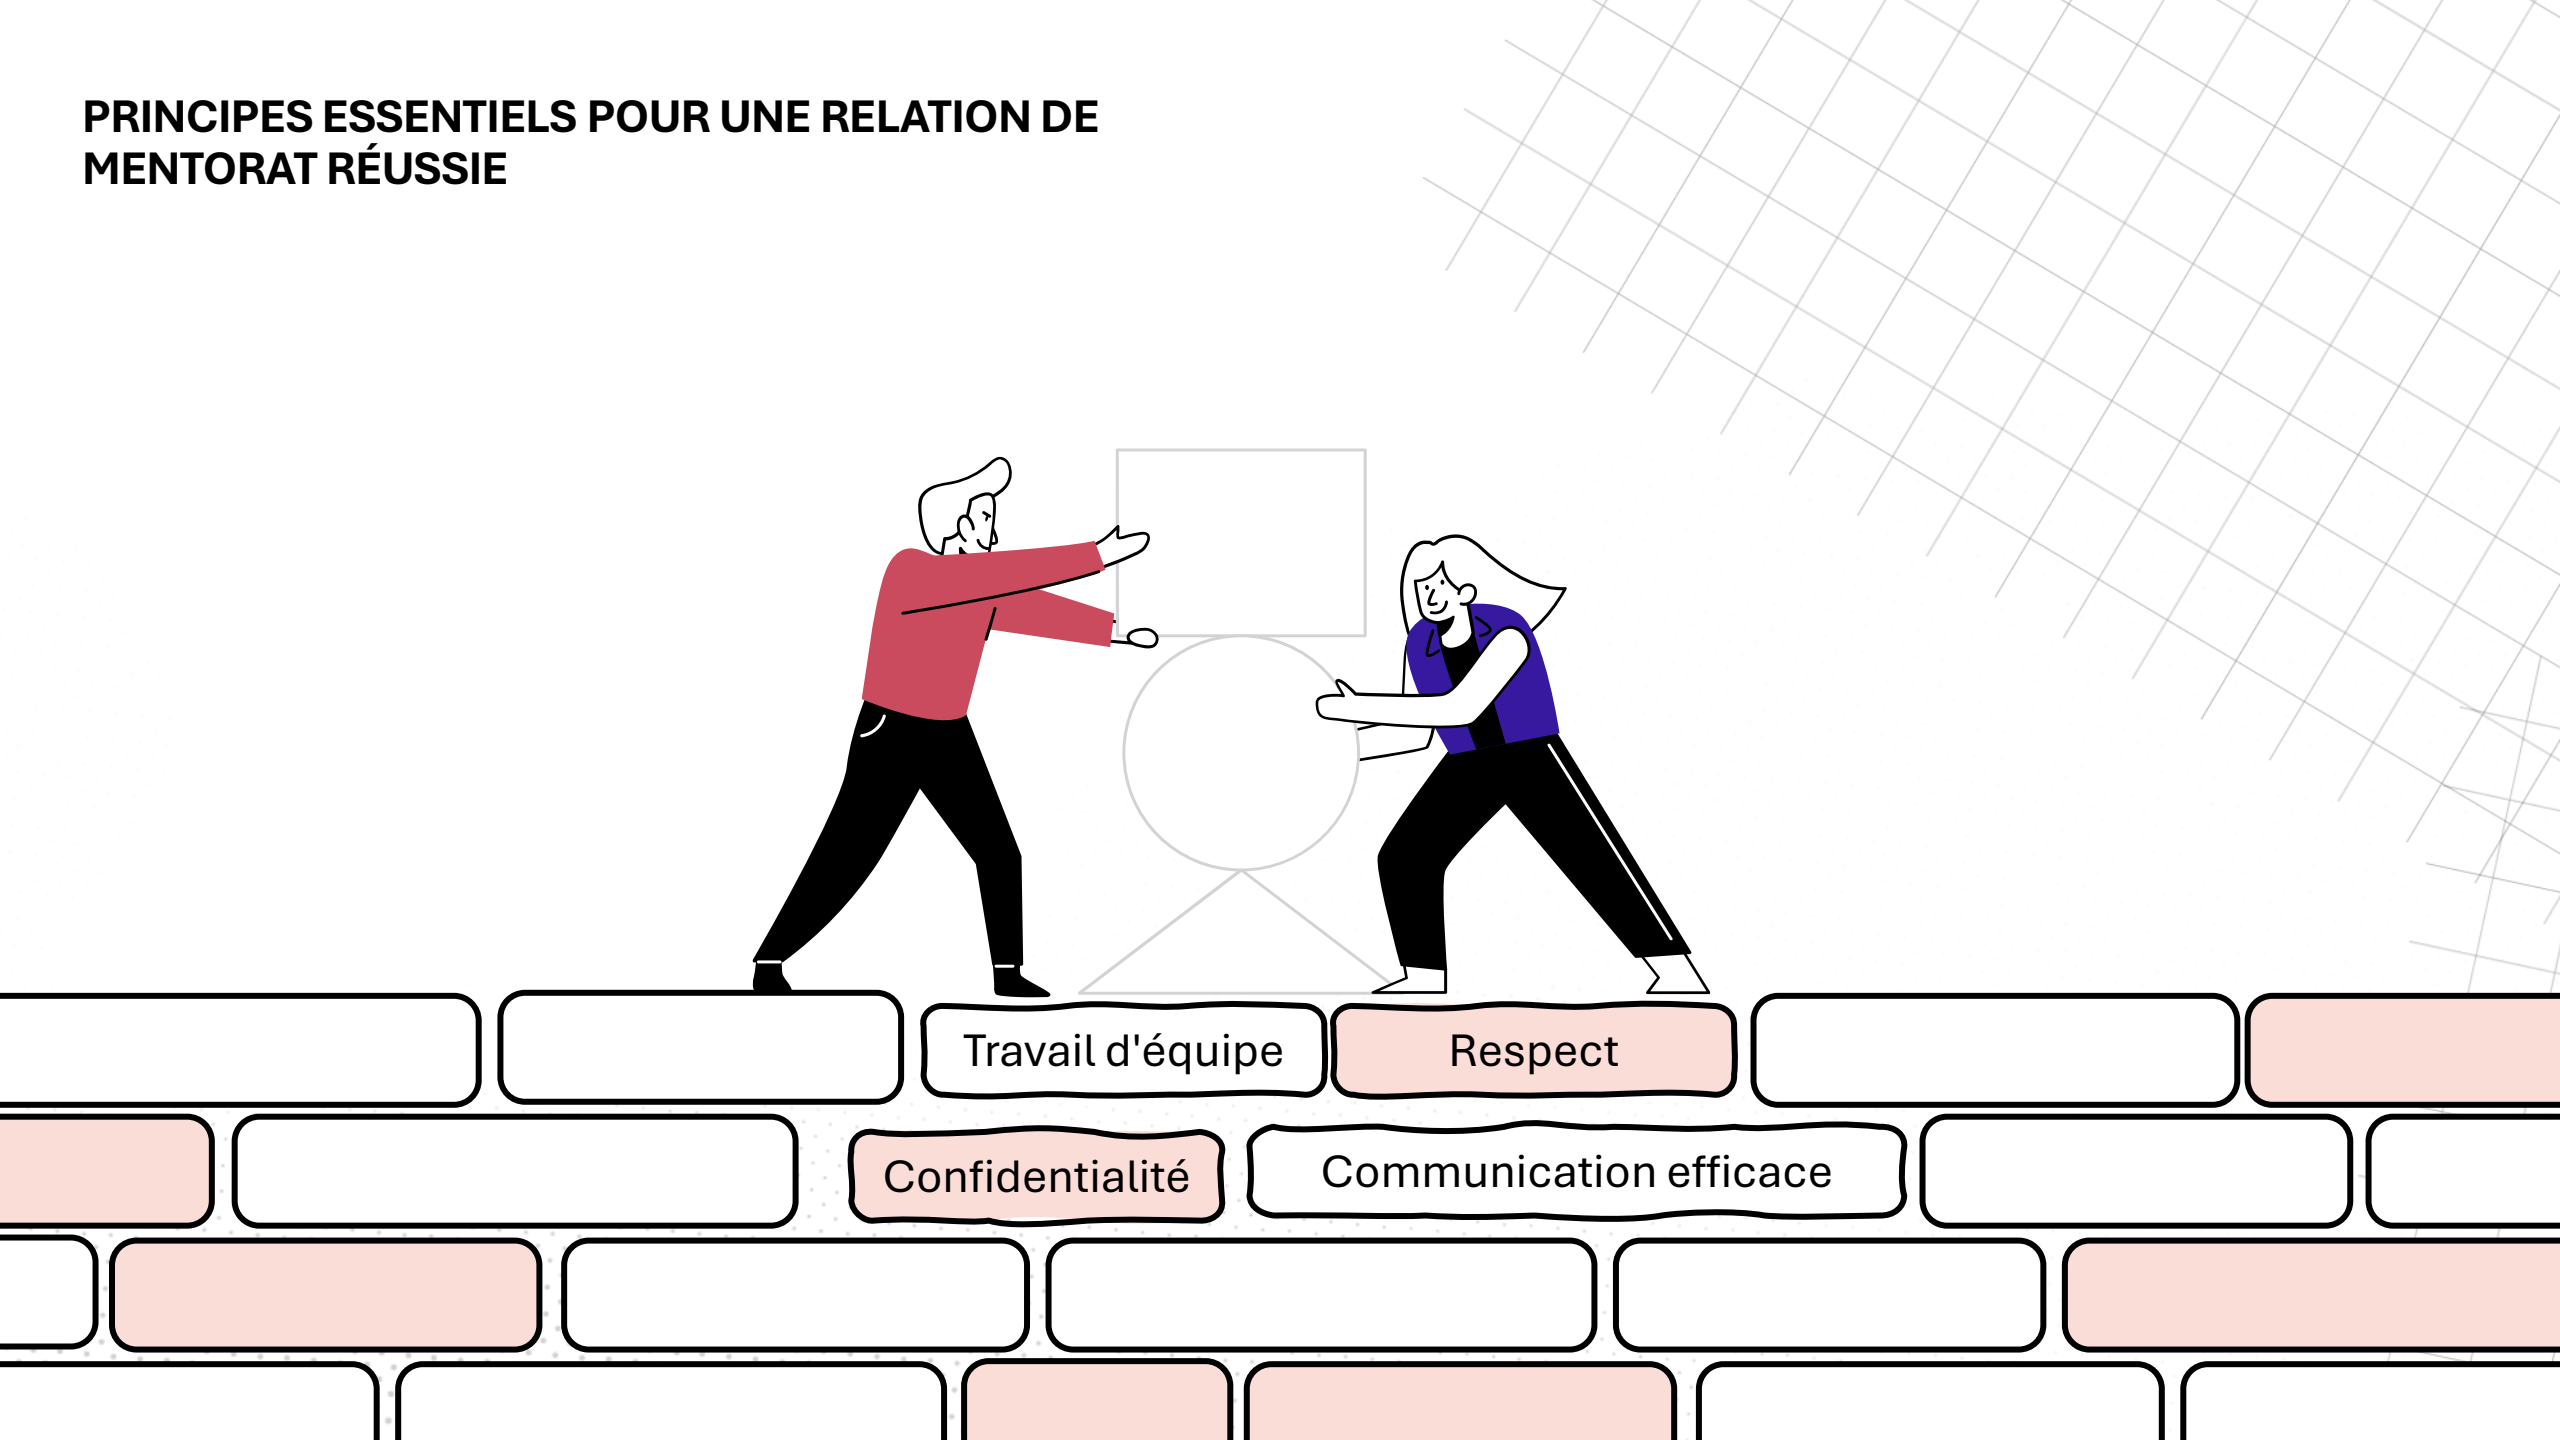 PRINCIPES ESSENTIELS POUR UNE RELATION DE
MENTORAT RÉUSSIE
Travail d'équipe
Respect
Confidentialité
Communication efficace